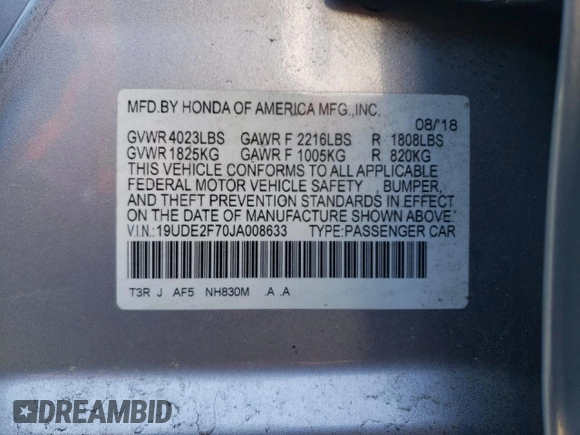 MFD.BY HONDA OF AMERICA MFG.,INC.
08/'18
GVWR 4023LBS GAWR F 2216LBS R 1808LBS
GVWR 1825KG GAWR F 1005KG R 820KG
THIS VEHICLE CONFORMS TO ALL APPLICABLE
FEDERAL MOTOR VEHICLE SAFETY , BUMPER,
AND THEFT PREVENTION STANDARDS IN EFFECT
ON THE DATE OF MANUFACTURE SHOWN ABOVE.
V.I.N.: 19UDE2F70JA008633 TYPE:PASSENGER CAR
T3R J AF5 NH830M .A .A
DREAMBID